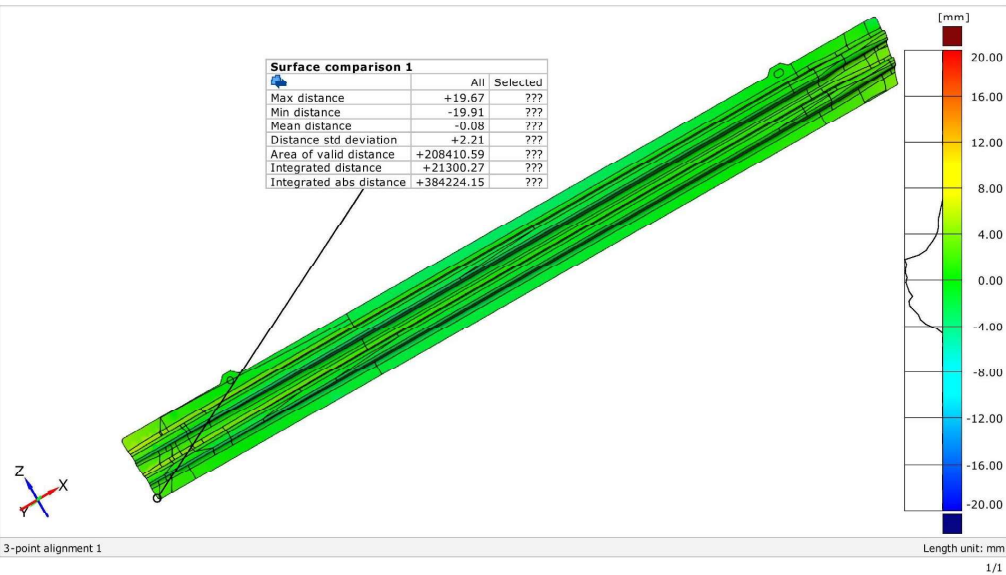 [mm]
Surface comparison 1
All Selected
Max distance +19.67 ???
Min distance -19.91 ???
Mean distance -0.08 ???
Distance std deviation +2.21 ???
Area of valid distance +208410.59 ???
Integrated distance +21300.27 ???
Integrated abs distance +384224.15 ???
20.00
16.00
12.00
8.00
4.00
0.00
-4.00
-8.00
-12.00
-16.00
-20.00
Z
X
Y
3-point alignment 1
Length unit: mm
1/1